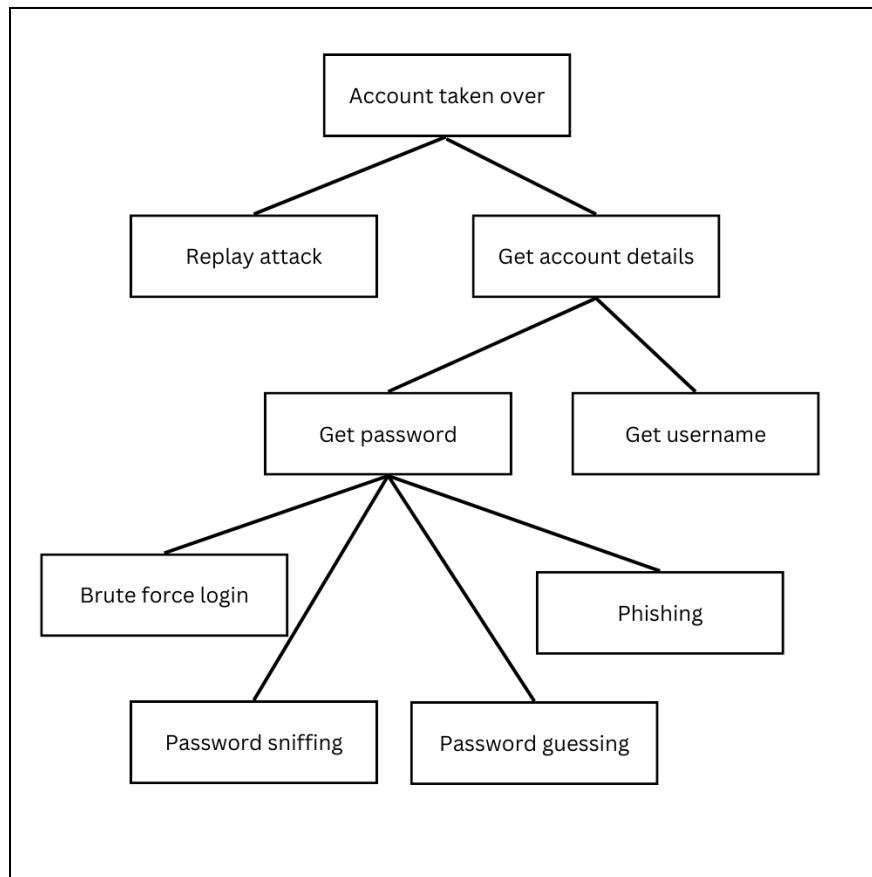 Account taken over
Replay attack
Get account details
Get password
Get username
Brute force login
Phishing
Password sniffing
Password guessing